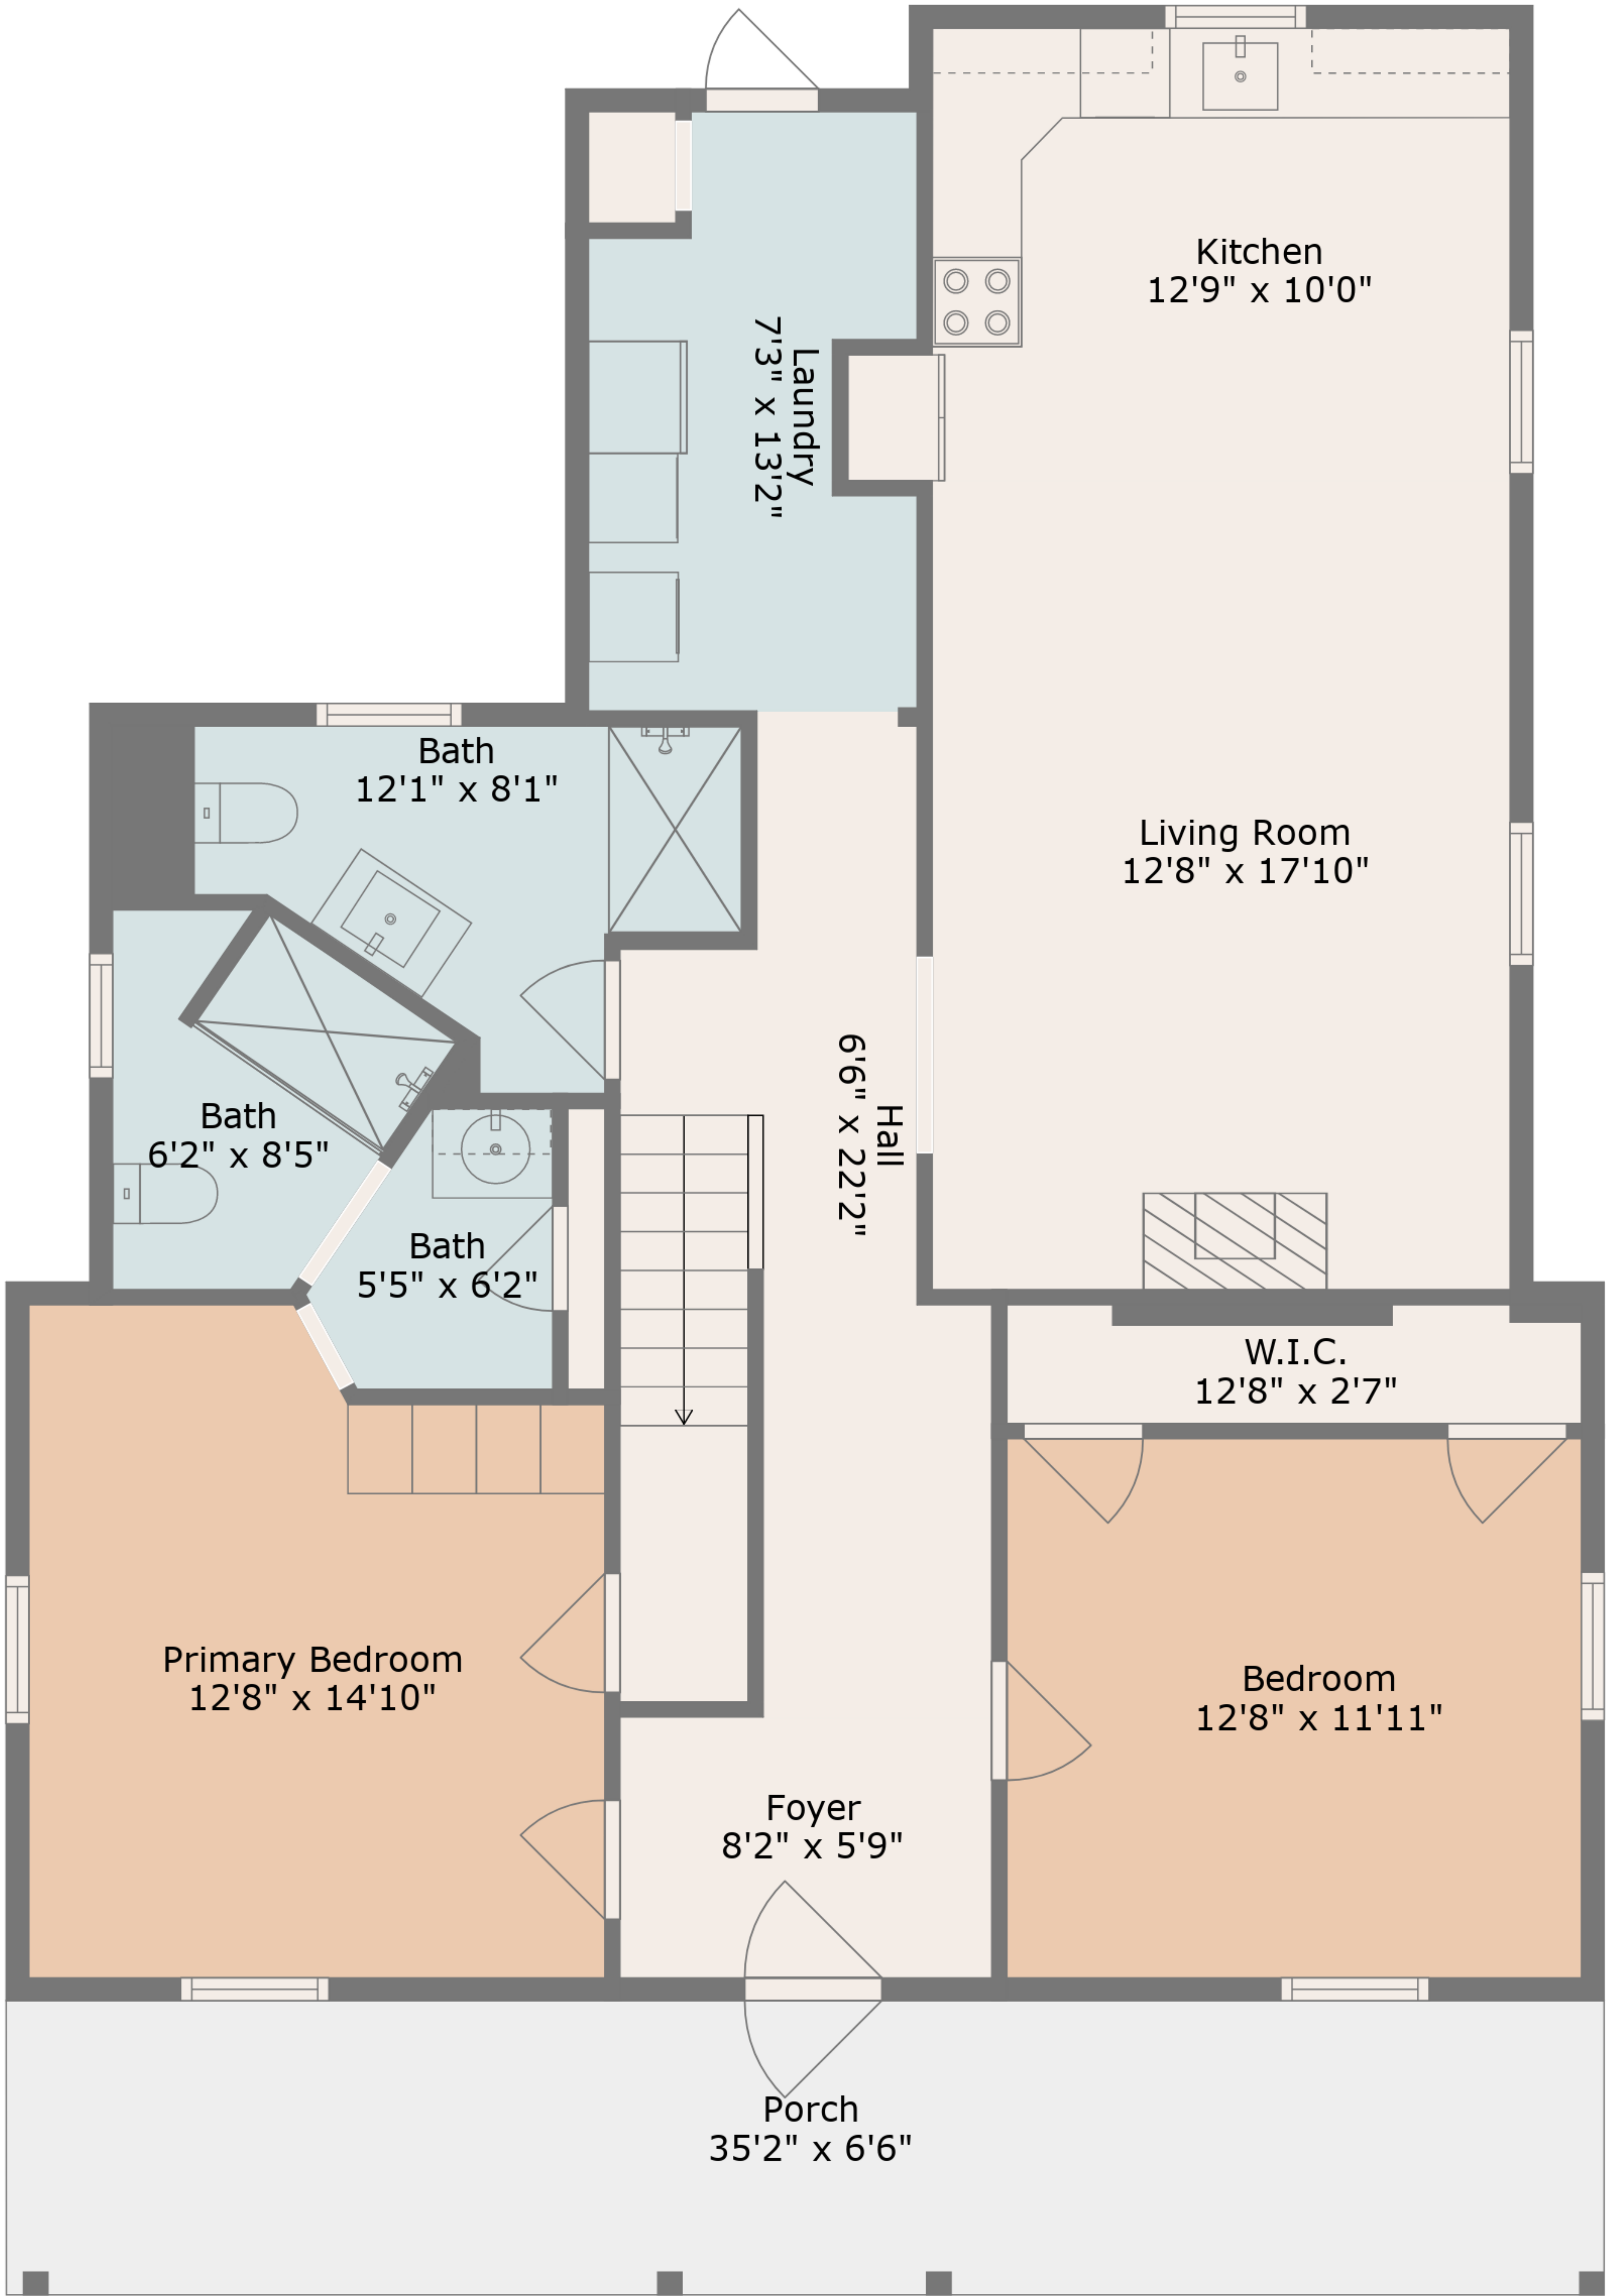 Kitchen
12'9" x 10'0"
Laundry
7'3" x 13'2"
Bath
12'1" x 8'1"
Living Room
12'8" x 17'10"
Hall
6'6" x 22'2"
Bath
6'2" x 8'5"
Bath
5'5" x 6'2"
W.I.C.
12'8" x 2'7"
Primary Bedroom
12'8" x 14'10"
Bedroom
12'8" x 11'11"
Foyer
8'2" x 5'9"
Porch
35'2" x 6'6"